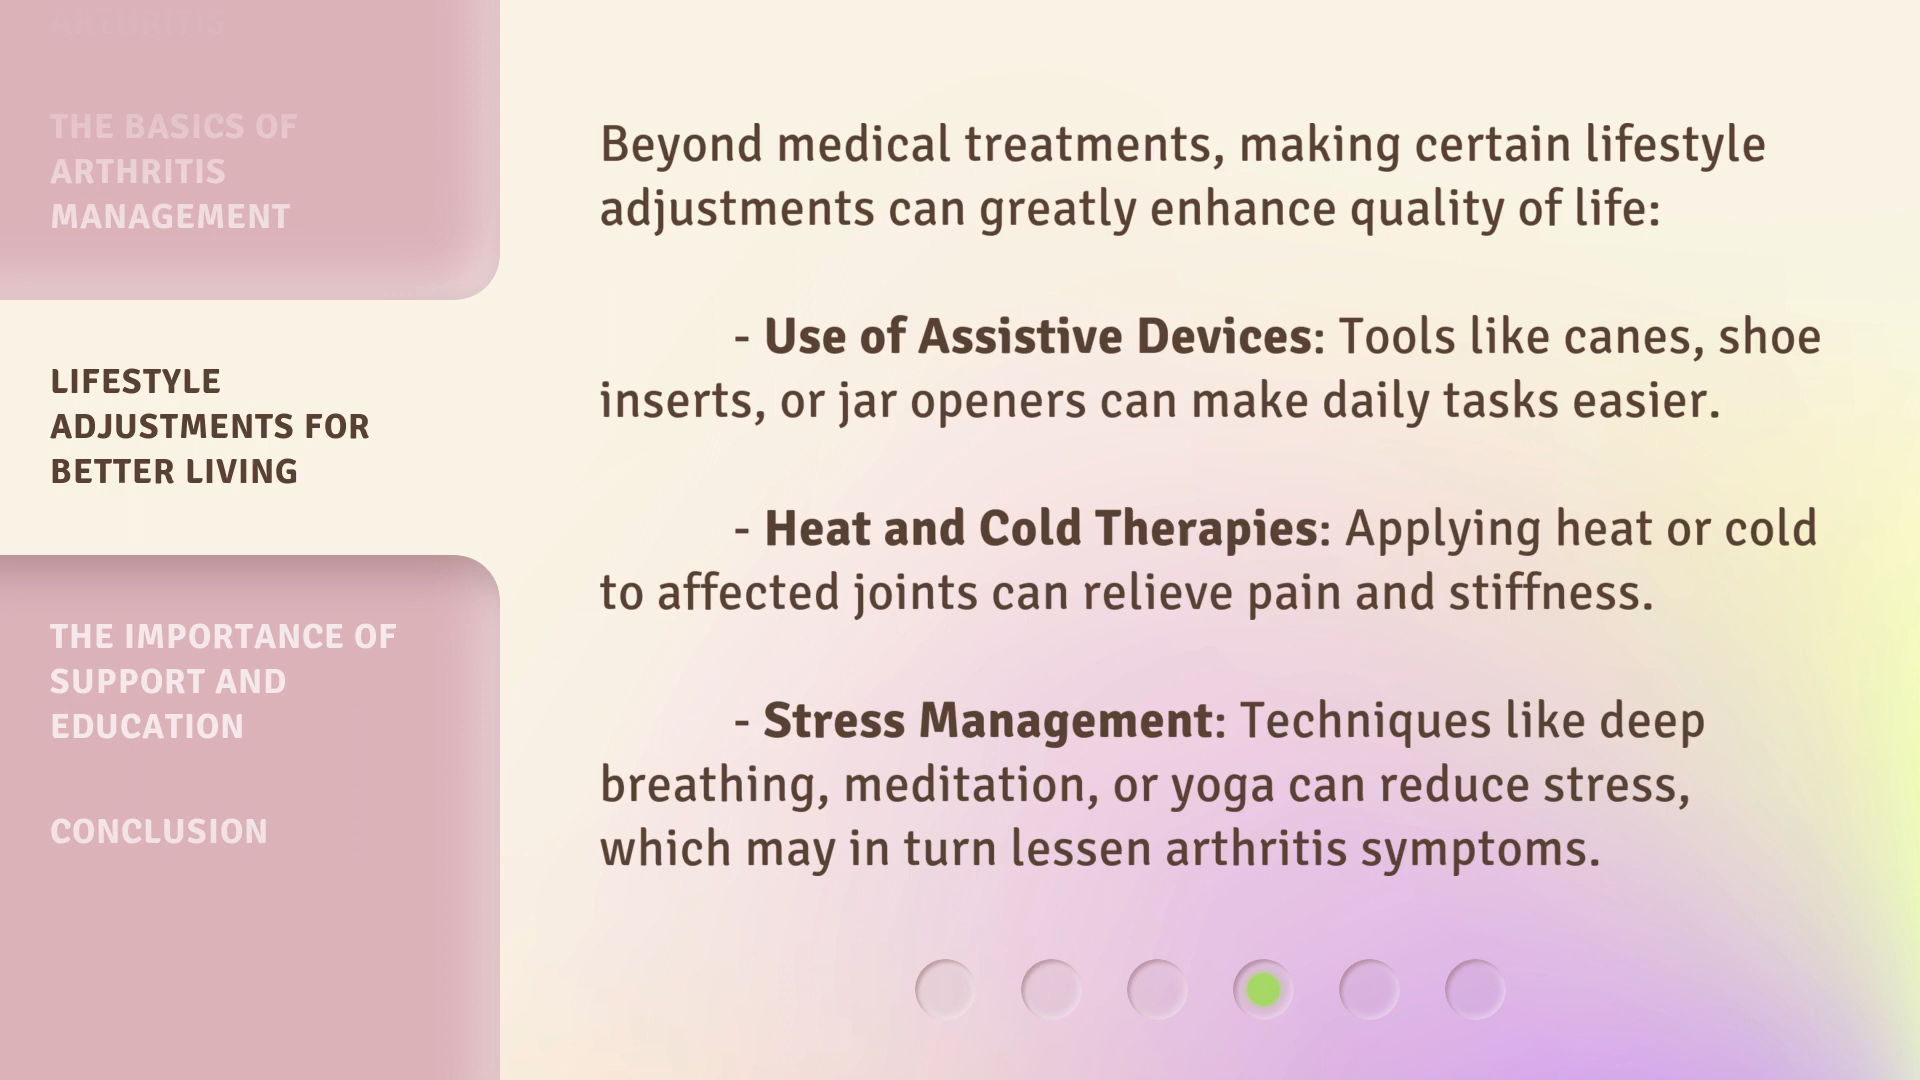 ARTHRITIS
THE BASICS OF
ARTHRITIS
MANAGEMENT
LIFESTYLE
ADJUSTMENTS FOR
BETTER LIVING
THE IMPORTANCE OF
SUPPORT AND
EDUCATION
CONCLUSION
Beyond medical treatments, making certain lifestyle
adjustments can greatly enhance quality of life:
- Use of Assistive Devices: Tools like canes, shoe
inserts, or jar openers can make daily tasks easier.
- Heat and Cold Therapies: Applying heat or cold
to affected joints can relieve pain and stiffness.
- Stress Management: Techniques like deep
breathing, meditation, or yoga can reduce stress,
which may in turn lessen arthritis symptoms.